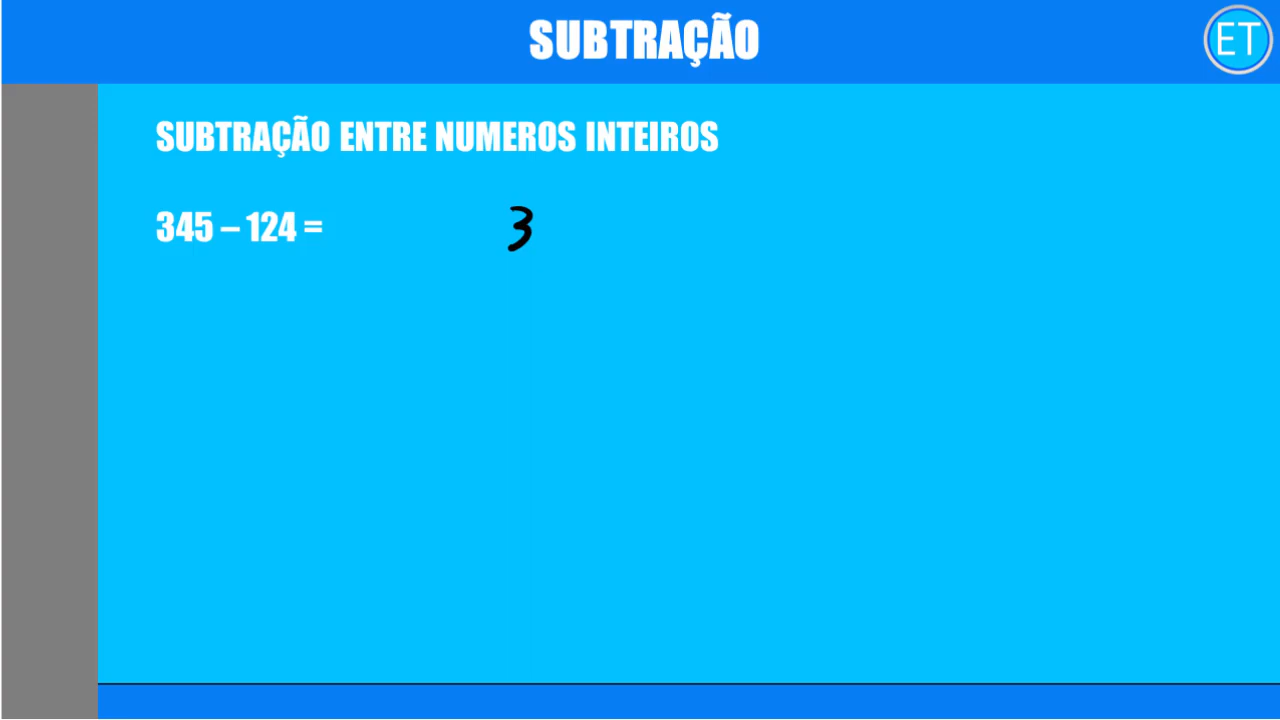 SUBTRAÇÃO
ET
SUBTRAÇÃO ENTRE NUMEROS INTEIROS
345 – 124 =
3